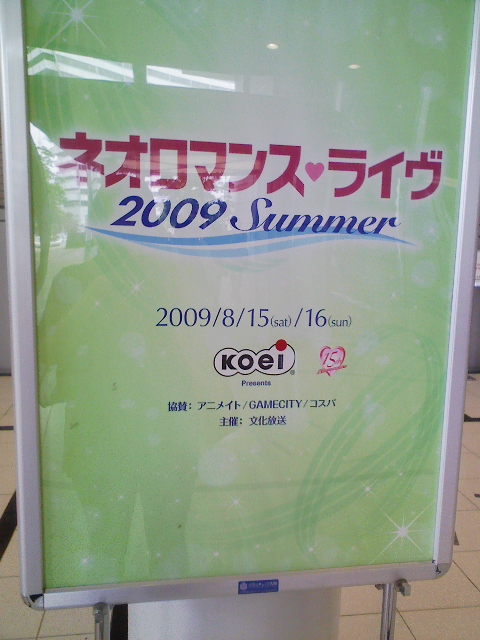 ネオロマンス♥ライヴ
2009 Summer
2009/8/15(sat)/16(sun)
KOEI
Presents
15th
協賛：アニメイト/GAMECITY/コスパ
主催：文化放送